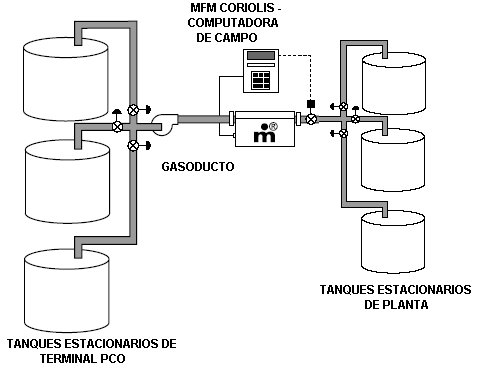 MFM CORIOLIS -
COMPUTADORA
DE CAMPO
m®
GASODUCTO
TANQUES ESTACIONARIOS
DE PLANTA
TANQUES ESTACIONARIOS DE
TERMINAL PCO